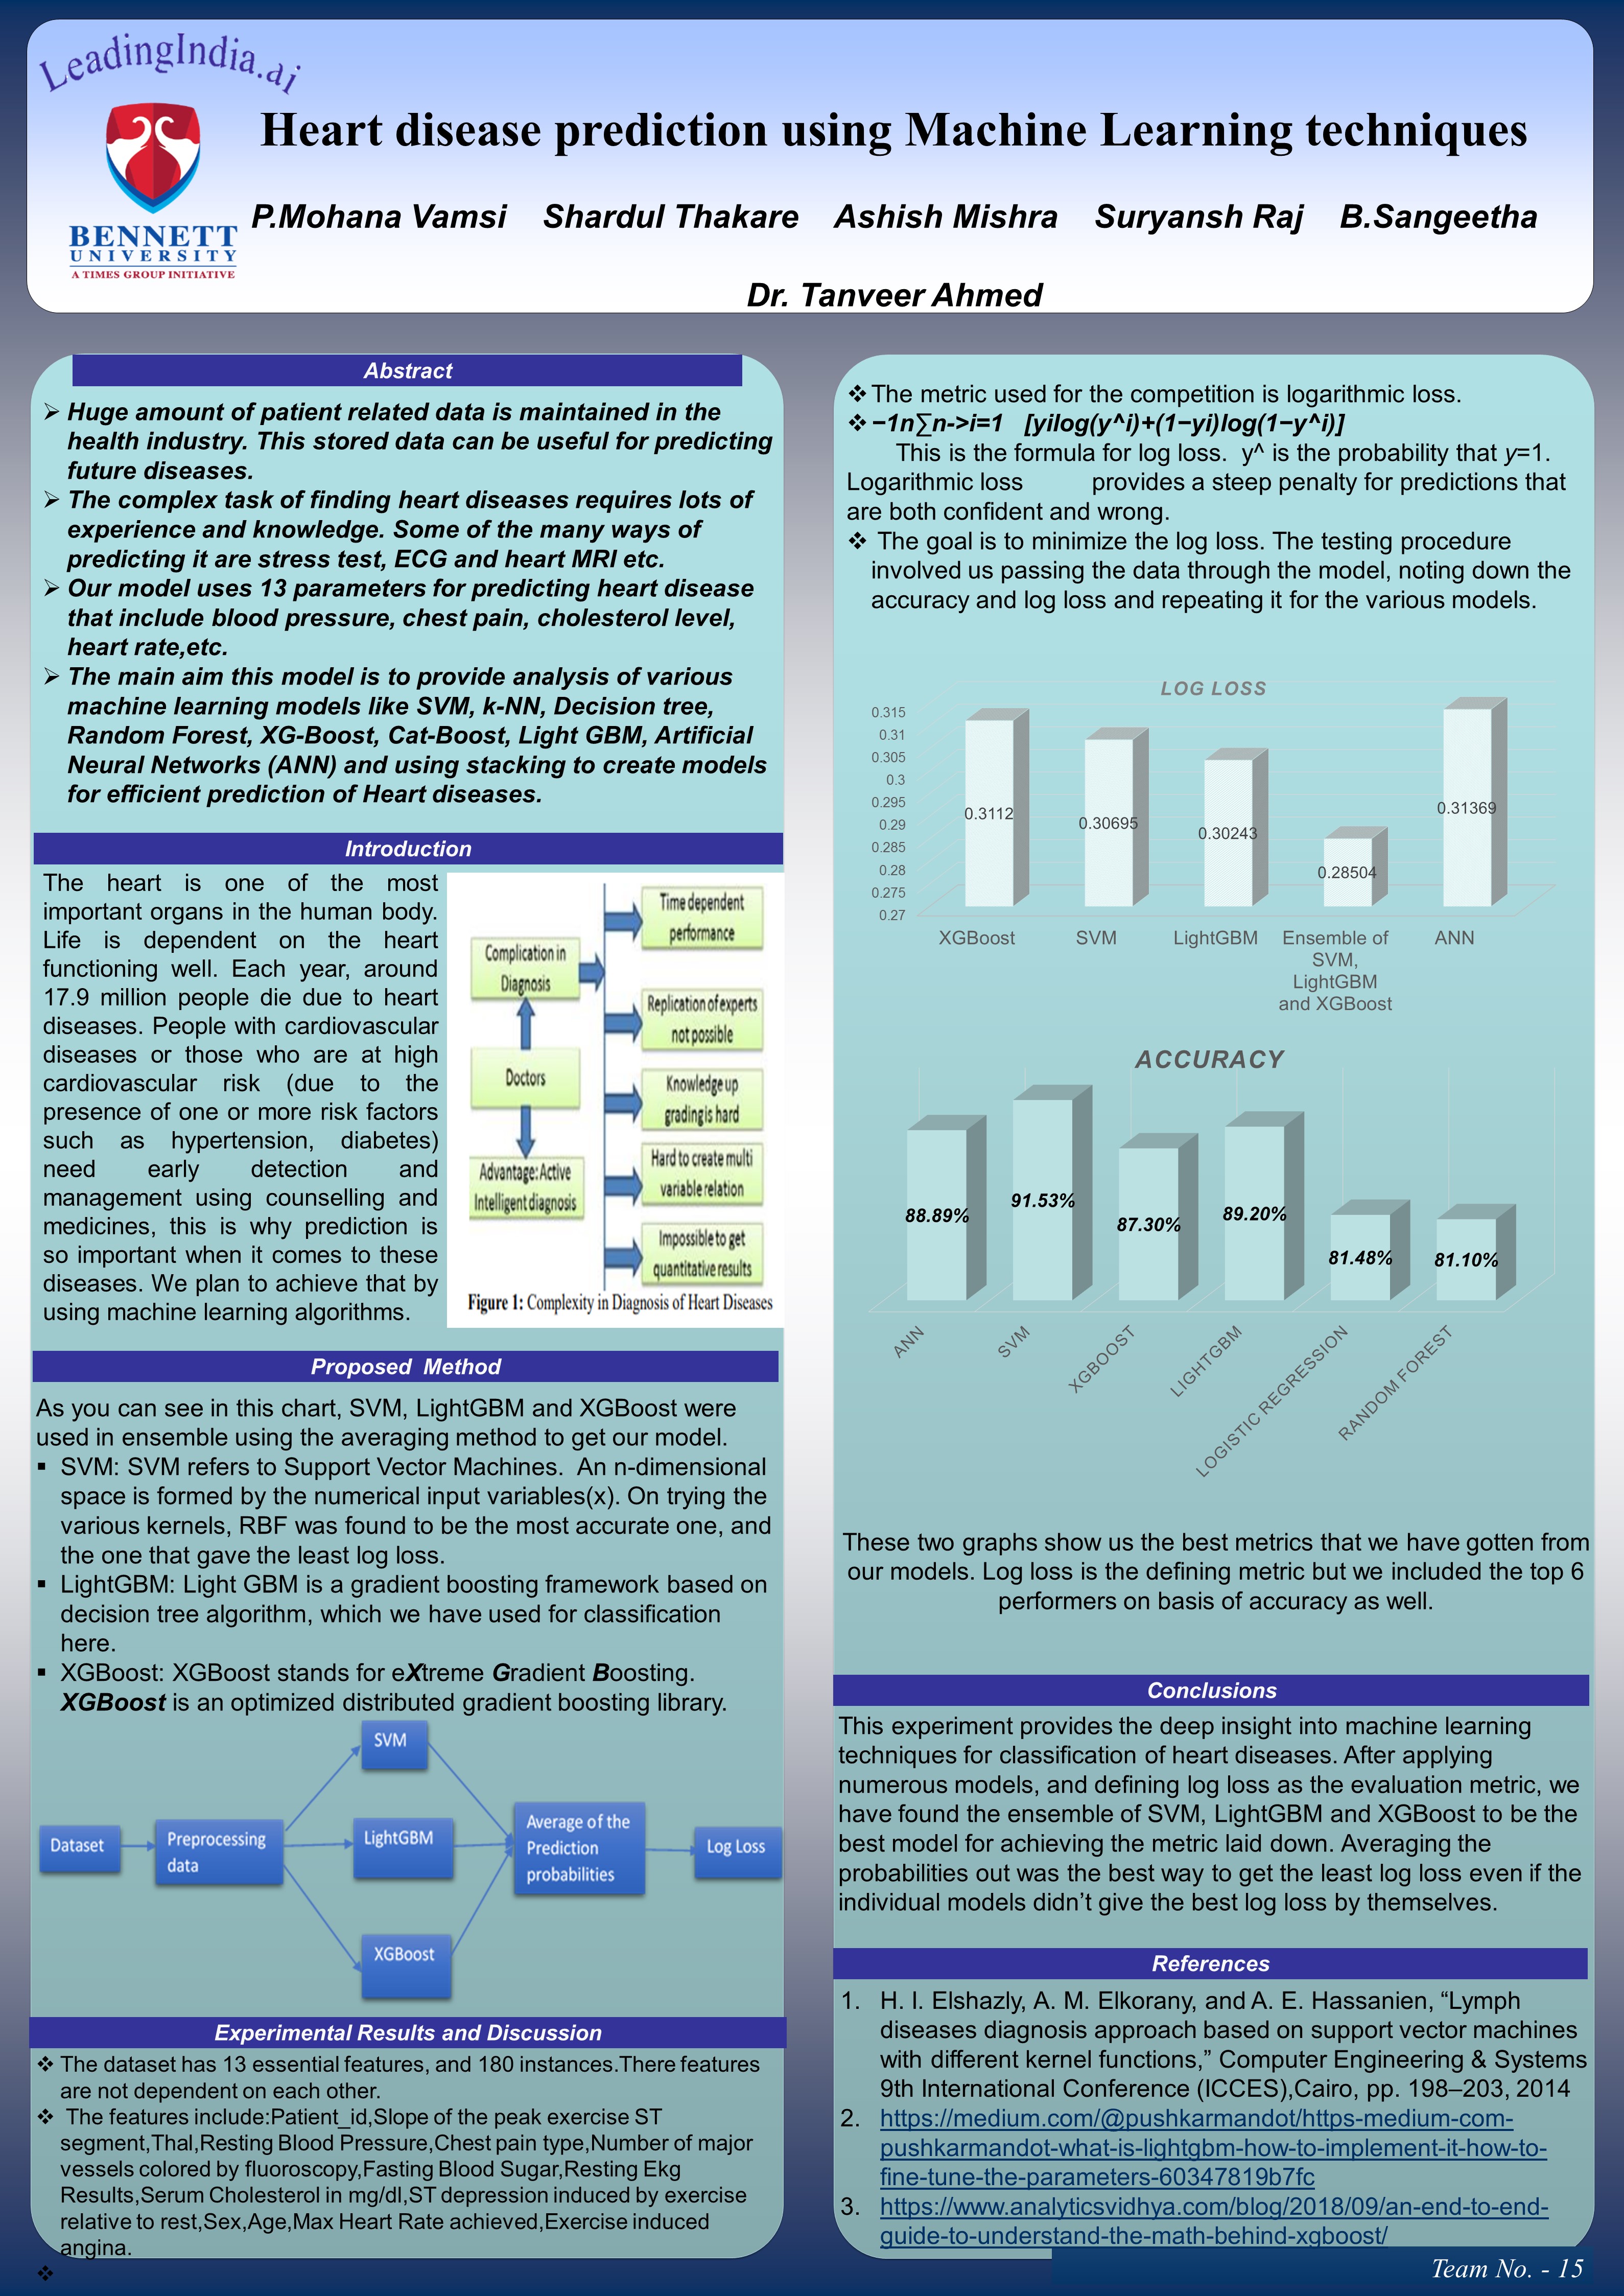 LeadingIndia.ai
BENNETT
UNIVERSITY
A TIMES GROUP INITIATIVE
Heart disease prediction using Machine Learning techniques
P.Mohana Vamsi Shardul Thakare Ashish Mishra Suryansh Raj B.Sangeetha
Dr. Tanveer Ahmed
Abstract
➢ Huge amount of patient related data is maintained in the
health industry. This stored data can be useful for predicting
future diseases.
➢ The complex task of finding heart diseases requires lots of
experience and knowledge. Some of the many ways of
predicting it are stress test, ECG and heart MRI etc.
➢ Our model uses 13 parameters for predicting heart disease
that include blood pressure, chest pain, cholesterol level,
heart rate,etc.
➢ The main aim this model is to provide analysis of various
machine learning models like SVM, k-NN, Decision tree,
Random Forest, XG-Boost, Cat-Boost, Light GBM, Artificial
Neural Networks (ANN) and using stacking to create models
for efficient prediction of Heart diseases.
Introduction
The heart is one of the most
important organs in the human body.
Life is dependent on the heart
functioning well. Each year, around
17.9 million people die due to heart
diseases. People with cardiovascular
diseases or those who are at high
cardiovascular risk (due to the
presence of one or more risk factors
such as hypertension, diabetes)
need early detection and
management using counselling and
medicines, this is why prediction is
so important when it comes to these
diseases. We plan to achieve that by
using machine learning algorithms.
Complication in
Diagnosis
Doctors
Advantage: Active
Intelligent diagnosis
Time dependent
performance
Replication of experts
not possible
Knowledge up
grading is hard
Hard to create multi
variable relation
Impossible to get
quantitative results
Figure 1: Complexity in Diagnosis of Heart Diseases
Proposed Method
As you can see in this chart, SVM, LightGBM and XGBoost were
used in ensemble using the averaging method to get our model.
▪ SVM: SVM refers to Support Vector Machines. An n-dimensional
space is formed by the numerical input variables(x). On trying the
various kernels, RBF was found to be the most accurate one, and
the one that gave the least log loss.
▪ LightGBM: Light GBM is a gradient boosting framework based on
decision tree algorithm, which we have used for classification
here.
▪ XGBoost: XGBoost stands for eXtreme Gradient Boosting.
XGBoost is an optimized distributed gradient boosting library.
Dataset
Preprocessing
data
SVM
LightGBM
XGBoost
Average of the
Prediction
probabilities
Log Loss
Experimental Results and Discussion
❖ The dataset has 13 essential features, and 180 instances.There features
are not dependent on each other.
❖ The features include:Patient_id,Slope of the peak exercise ST
segment,Thal,Resting Blood Pressure,Chest pain type,Number of major
vessels colored by fluoroscopy,Fasting Blood Sugar,Resting Ekg
Results,Serum Cholesterol in mg/dl,ST depression induced by exercise
relative to rest,Sex,Age,Max Heart Rate achieved,Exercise induced
angina.
❖
❖ The metric used for the competition is logarithmic loss.
❖ −1n∑n->i=1 [yilog(y^i)+(1−yi)log(1−y^i)]
This is the formula for log loss. y^ is the probability that y=1.
Logarithmic loss provides a steep penalty for predictions that
are both confident and wrong.
❖ The goal is to minimize the log loss. The testing procedure
involved us passing the data through the model, noting down the
accuracy and log loss and repeating it for the various models.
LOG LOSS
0.315
0.31
0.305
0.3
0.295
0.29
0.285
0.28
0.275
0.27
0.3112
0.30695
0.30243
0.28504
0.31369
XGBoost
SVM
LightGBM
Ensemble of
SVM,
LightGBM
and XGBoost
ANN
ACCURACY
88.89%
91.53%
87.30%
89.20%
81.48%
81.10%
ANN
SVM
XGBOOST
LIGHTGBM
LOGISTIC REGRESSION
RANDOM FOREST
These two graphs show us the best metrics that we have gotten from
our models. Log loss is the defining metric but we included the top 6
performers on basis of accuracy as well.
Conclusions
This experiment provides the deep insight into machine learning
techniques for classification of heart diseases. After applying
numerous models, and defining log loss as the evaluation metric, we
have found the ensemble of SVM, LightGBM and XGBoost to be the
best model for achieving the metric laid down. Averaging the
probabilities out was the best way to get the least log loss even if the
individual models didn’t give the best log loss by themselves.
References
1. H. I. Elshazly, A. M. Elkorany, and A. E. Hassanien, “Lymph
diseases diagnosis approach based on support vector machines
with different kernel functions,” Computer Engineering & Systems
9th International Conference (ICCES),Cairo, pp. 198–203, 2014
2. https://medium.com/@pushkarmandot/https-medium-com-
pushkarmandot-what-is-lightgbm-how-to-implement-it-how-to-
fine-tune-the-parameters-60347819b7fc
3. https://www.analyticsvidhya.com/blog/2018/09/an-end-to-end-
guide-to-understand-the-math-behind-xgboost/
Team No. - 15